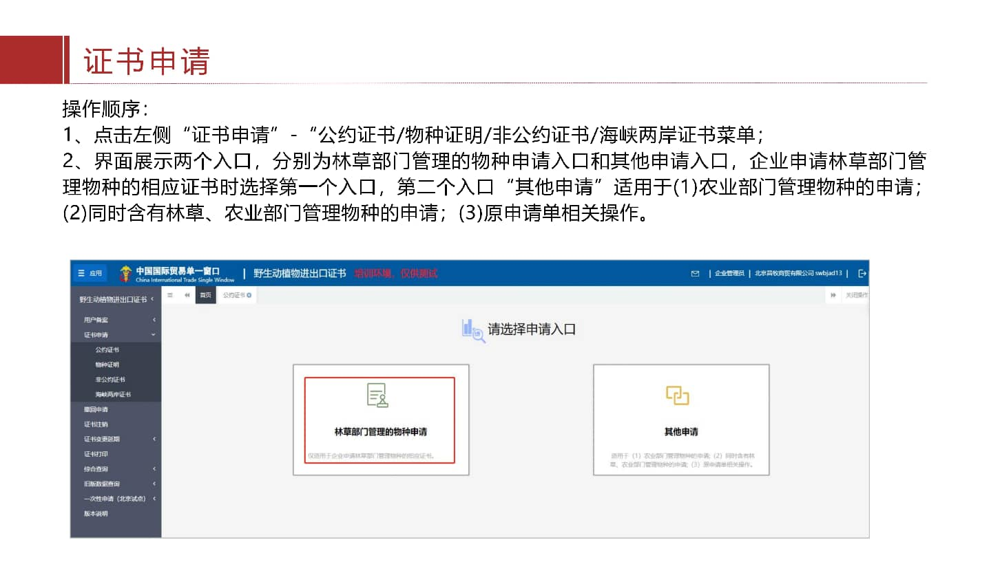 证书申请
操作顺序：
1、点击左侧“证书申请”-“公约证书/物种证明/非公约证书/海峡两岸证书菜单；
2、界面展示两个入口，分别为林草部门管理的物种申请入口和其他申请入口，企业申请林草部门管
理物种的相应证书时选择第一个入口，第二个入口“其他申请”适用于(1)农业部门管理物种的申请；
(2)同时含有林草、农业部门管理物种的申请；(3)原申请单相关操作。
应用 中国国际贸易单一窗口 | 野生动植物进出口证书 培训环境，仅供测试 | 企业管理员 | 北京昌牧商贸有限公司 swbjad13 |
China International Trade Single Window
野生动植物进出口证书 首页 公约证书 关闭操作
用户备案
证书申请
公约证书
物种证明
非公约证书
海峡两岸证书
撤回申请
证书注销
证书变更延期
证书打印
综合查询
旧版数据查询
一次性申请（北京试点）
版本说明
请选择申请入口
林草部门管理的物种申请
仅适用于企业申请林草部门管理物种的相应证书。
其他申请
适用于（1）农业部门管理物种的申请;（2）同时含有林
草、农业部门管理物种的申请;（3）原申请单相关操作。